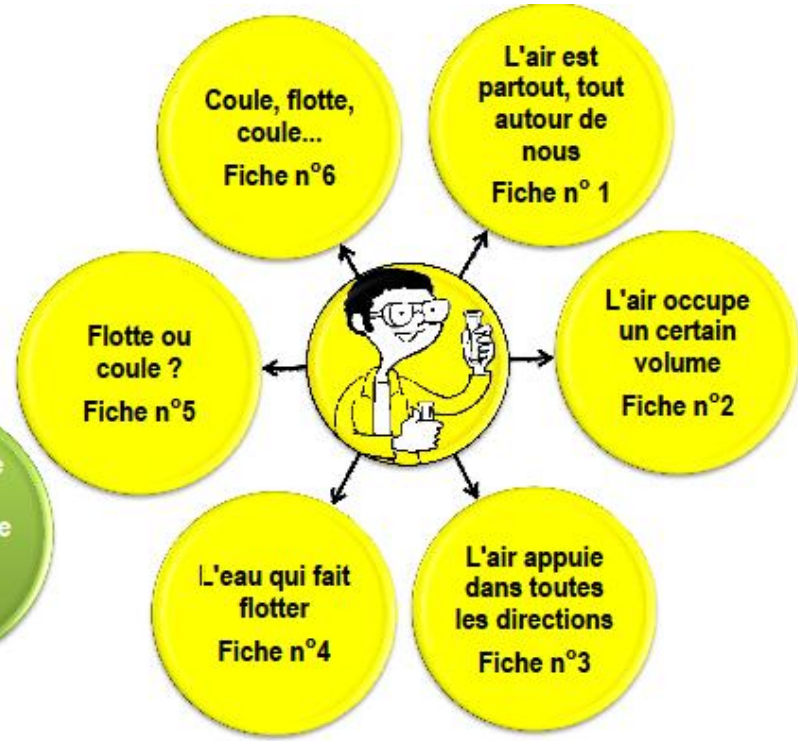 L'air est
partout, tout
autour de
nous
Fiche n° 1
L'air occupe
un certain
volume
Fiche n°2
L'air appuie
dans toutes
les directions
Fiche n°3
L'eau qui fait
flotter
Fiche n°4
Flotte ou
coule ?
Fiche n°5
Coule, flotte,
coule...
Fiche n°6